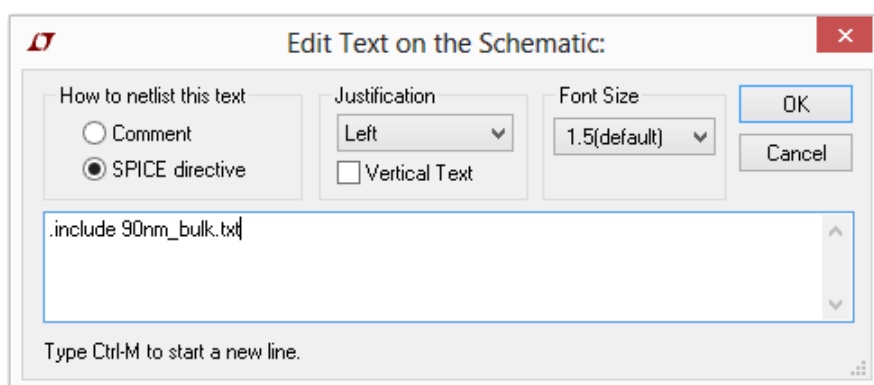 Edit Text on the Schematic:
How to netlist this text
Justification
Font Size
OK
Comment
Left
1.5(default)
SPICE directive
Vertical Text
Cancel
.include 90nm_bulk.txt
Type Ctrl-M to start a new line.